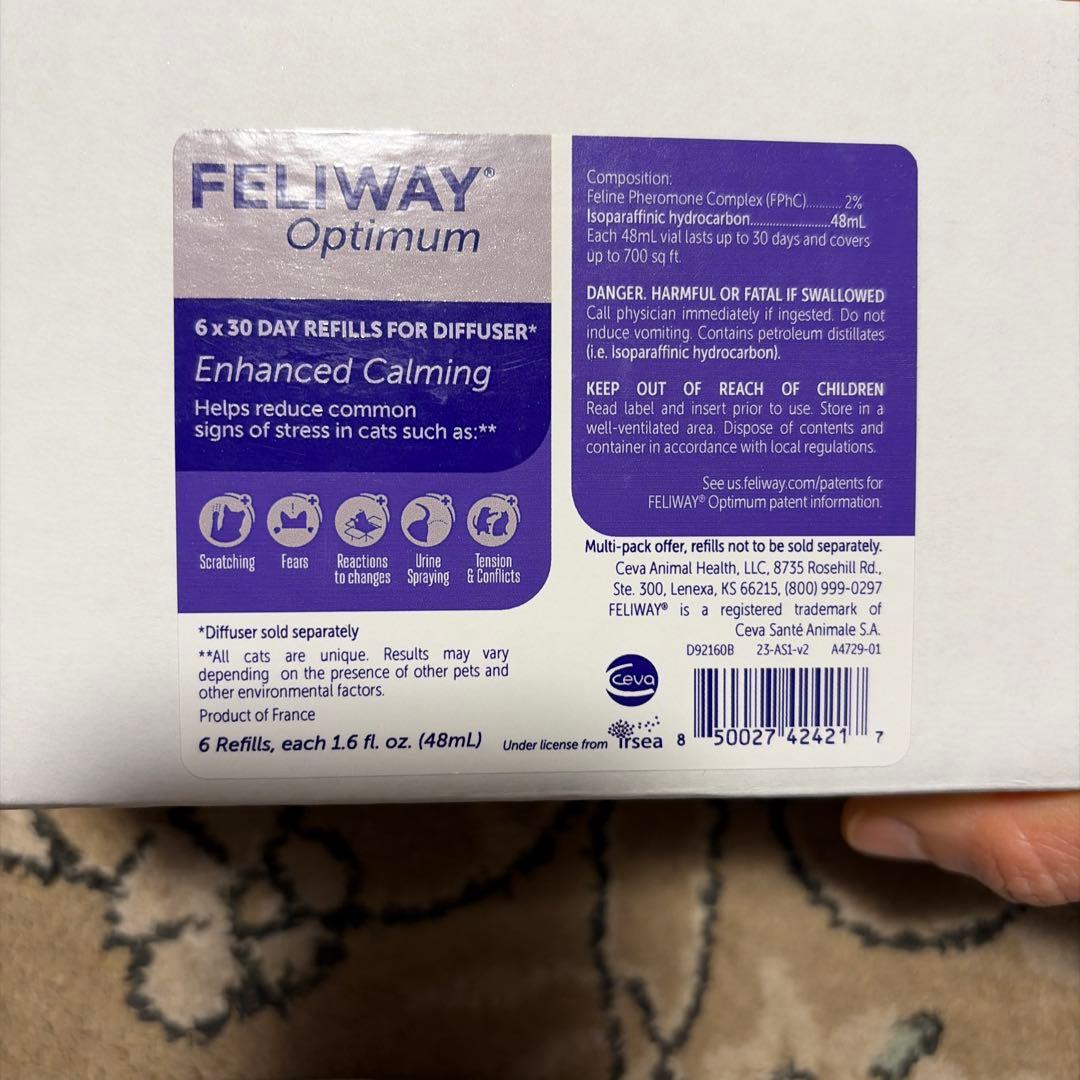 FELIWAY®
Optimum
6 x 30 DAY REFILLS FOR DIFFUSER*
Enhanced Calming
Helps reduce common
signs of stress in cats such as:**
Scratching
Fears
Reactions
to changes
Urine
Spraying
Tension
& Conflicts
*Diffuser sold separately
**All cats are unique. Results may vary
depending on the presence of other pets and
other environmental factors.
Product of France
6 Refills, each 1.6 fl. oz. (48mL)
Composition:
Feline Pheromone Complex (FPhC).......... 2%
Isoparaffinic hydrocarbon........................48mL
Each 48mL vial lasts up to 30 days and covers
up to 700 sq ft.
DANGER. HARMFUL OR FATAL IF SWALLOWED
Call physician immediately if ingested. Do not
induce vomiting. Contains petroleum distillates
(i.e. Isoparaffinic hydrocarbon).
KEEP OUT OF REACH OF CHILDREN
Read label and insert prior to use. Store in a
well-ventilated area. Dispose of contents and
container in accordance with local regulations.
See us.feliway.com/patents for
FELIWAY® Optimum patent information.
Multi-pack offer, refills not to be sold separately.
Ceva Animal Health, LLC, 8735 Rosehill Rd.,
Ste. 300, Lenexa, KS 66215, (800) 999-0297
FELIWAY® is a registered trademark of
Ceva Santé Animale S.A.
D92160B 23-AS1-v2 A4729-01
Ceva
Under license from Irsea
8 50027 42421 7